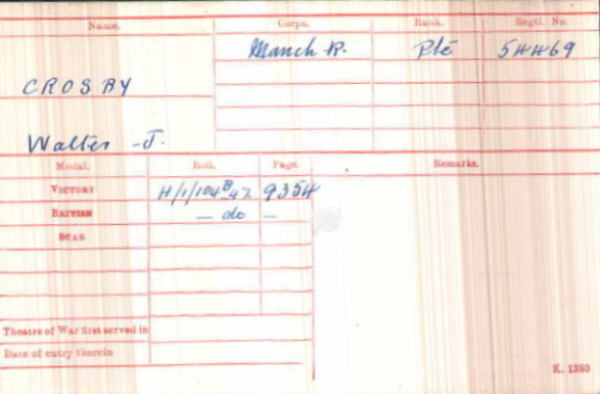 Name. Corps. Rank. Regtl. No.
Manch R. Pte 54469
CROSBY
Walter J.
Medal. Roll. Page. Remarks.
VICTORY H/1/104B47 9354
BRITISH — do —
STAR
Theatre of War first served in
Date of entry therein
K. 1380